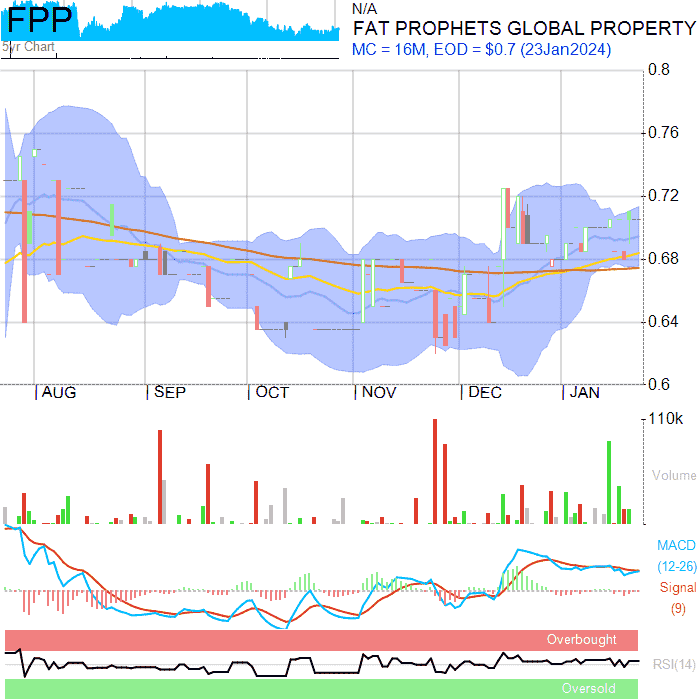 FPP
5yr Chart
N/A
FAT PROPHETS GLOBAL PROPERTY
MC = 16M, EOD = $0.7 (23Jan2024)
0.8
0.76
0.72
0.68
0.64
0.6
AUG SEP OCT NOV DEC JAN
110k
Volume
MACD
(12-26)
Signal
(9)
Overbought
RSI(14)
Oversold